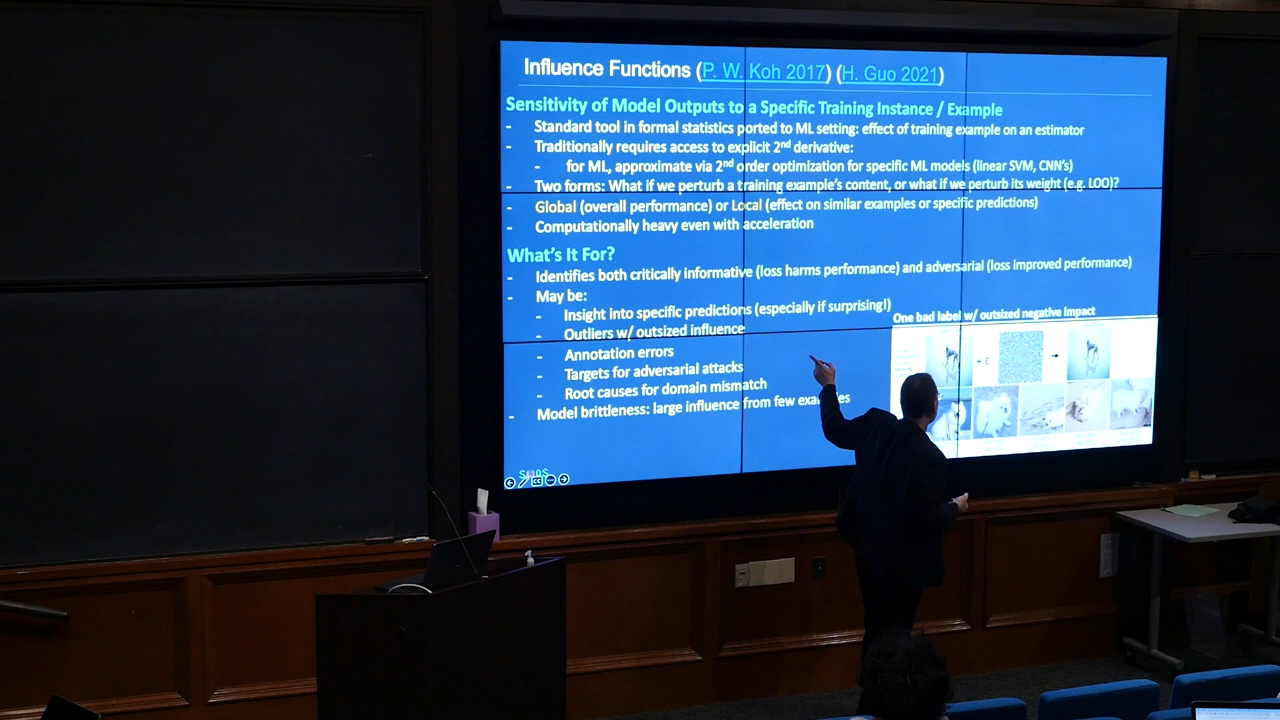 Influence Functions (P. W. Koh 2017) (H. Guo 2021)
Sensitivity of Model Outputs to a Specific Training Instance / Example
- Standard tool in formal statistics ported to ML setting: effect of training example on an estimator
- Traditionally requires access to explicit 2nd derivative:
- for ML, approximate via 2nd order optimization for specific ML models (linear SVM, CNN's)
- Two forms: What if we perturb a training example's content, or what if we perturb its weight (e.g. LOO)?
- Global (overall performance) or Local (effect on similar examples or specific predictions)
- Computationally heavy even with acceleration
What's It For?
- Identifies both critically informative (loss harms performance) and adversarial (loss improved performance)
- May be:
- Insight into specific predictions (especially if surprising!)
- Outliers w/ outsized influence
- Annotation errors
- Targets for adversarial attacks
- Root causes for domain mismatch
- Model brittleness: large influence from few examples
One bad label w/ outsized negative impact
+ ε